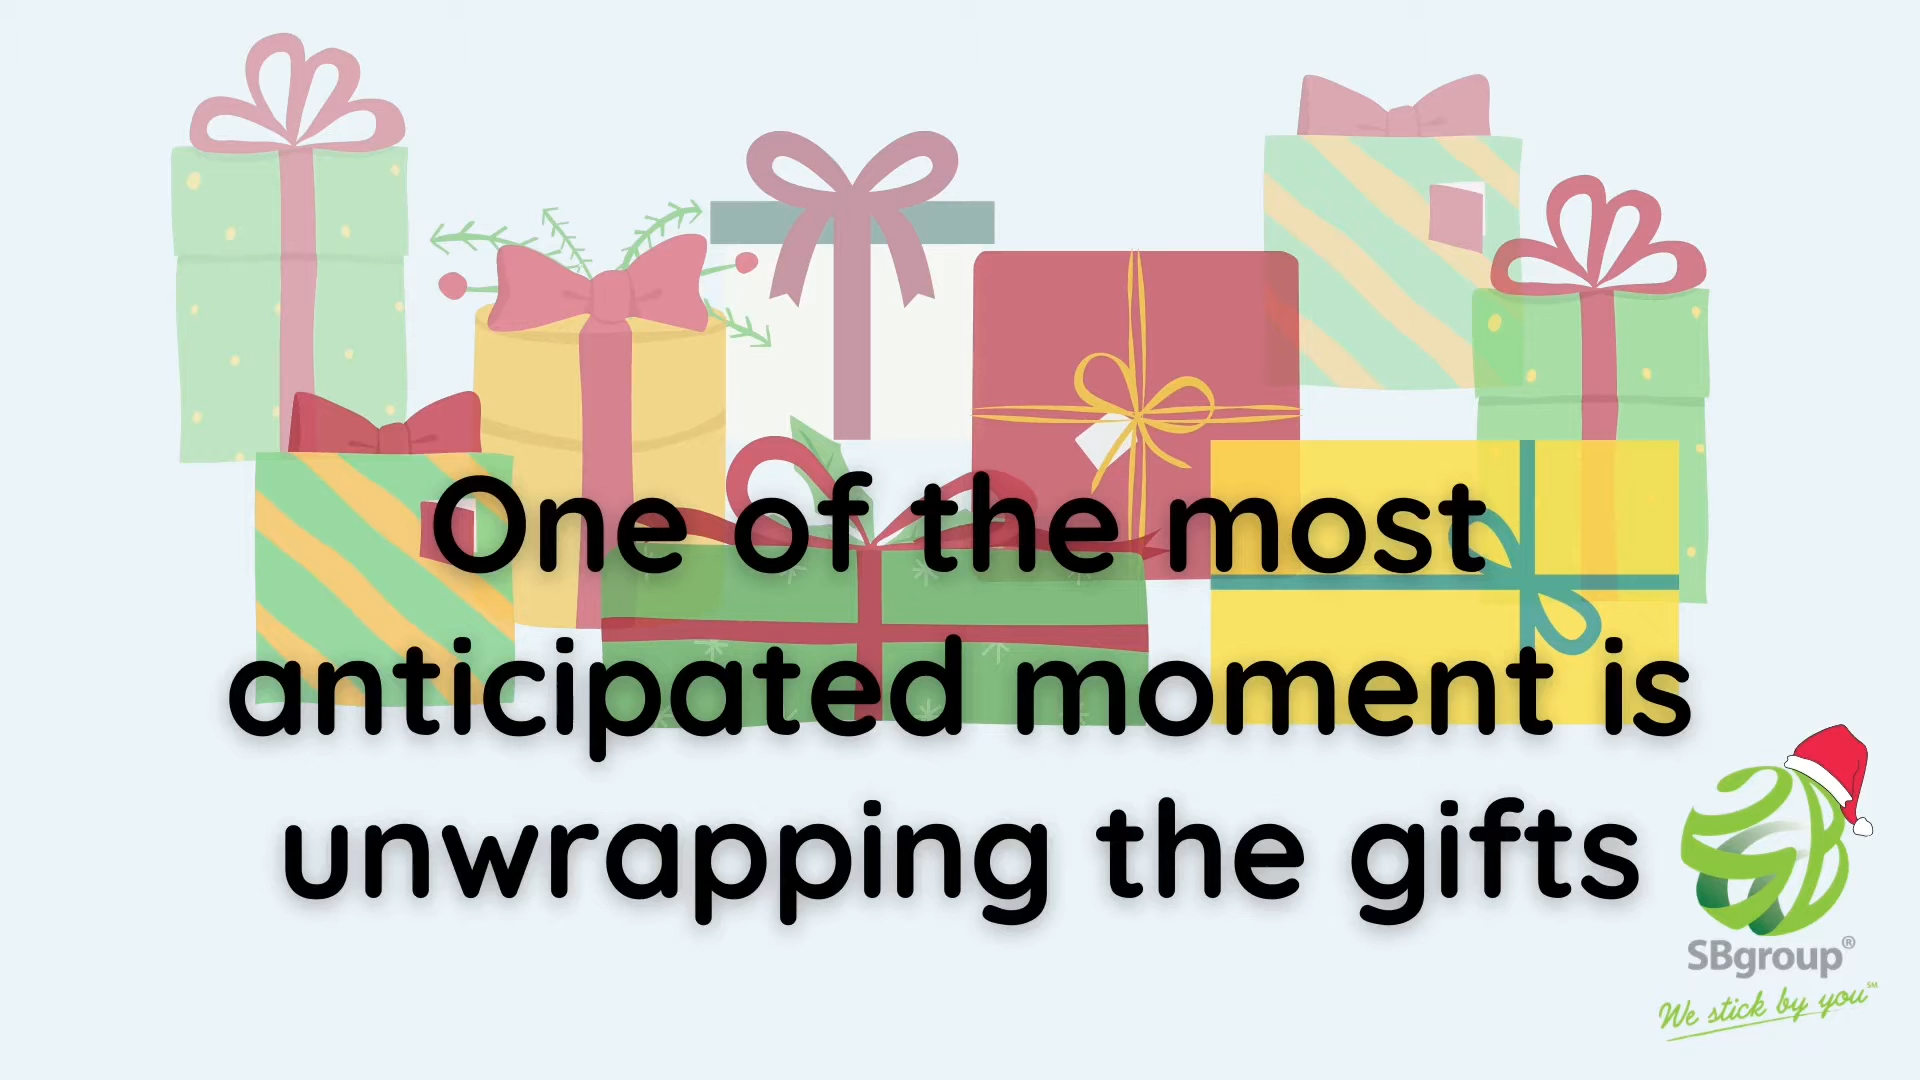 One of the most
anticipated moment is
unwrapping the gifts
SBgroup®
We stick by you℠